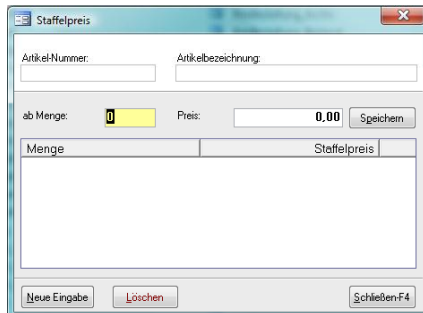 Staffelpreis
Artikel-Nummer: Artikelbezeichnung:
ab Menge: 0 Preis: 0,00 Speichern
Menge Staffelpreis
Neue Eingabe Löschen Schließen-F4